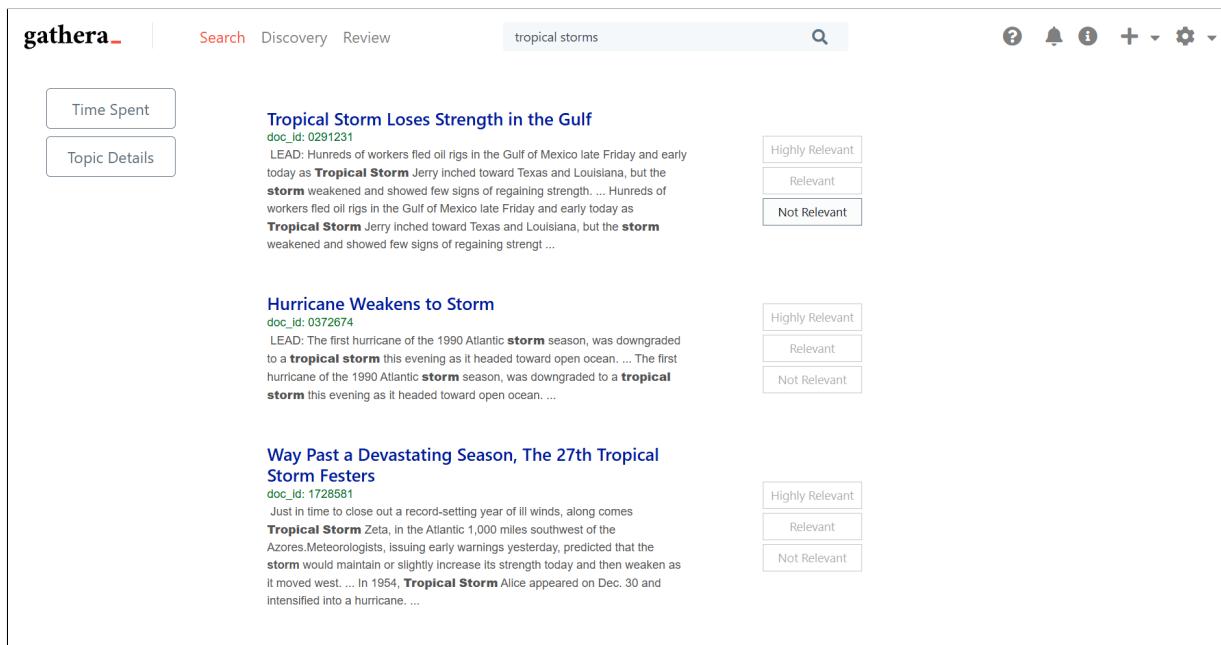 gathera_
Search Discovery Review
tropical storms
Time Spent
Topic Details
Tropical Storm Loses Strength in the Gulf
doc_id: 0291231
LEAD: Hunreds of workers fled oil rigs in the Gulf of Mexico late Friday and early
today as Tropical Storm Jerry inched toward Texas and Louisiana, but the
storm weakened and showed few signs of regaining strength. ... Hunreds of
workers fled oil rigs in the Gulf of Mexico late Friday and early today as
Tropical Storm Jerry inched toward Texas and Louisiana, but the storm
weakened and showed few signs of regaining strengt ...
Highly Relevant
Relevant
Not Relevant
Hurricane Weakens to Storm
doc_id: 0372674
LEAD: The first hurricane of the 1990 Atlantic storm season, was downgraded
to a tropical storm this evening as it headed toward open ocean. ... The first
hurricane of the 1990 Atlantic storm season, was downgraded to a tropical
storm this evening as it headed toward open ocean. ...
Highly Relevant
Relevant
Not Relevant
Way Past a Devastating Season, The 27th Tropical
Storm Festers
doc_id: 1728581
Just in time to close out a record-setting year of ill winds, along comes
Tropical Storm Zeta, in the Atlantic 1,000 miles southwest of the
Azores.Meteorologists, issuing early warnings yesterday, predicted that the
storm would maintain or slightly increase its strength today and then weaken as
it moved west. ... In 1954, Tropical Storm Alice appeared on Dec. 30 and
intensified into a hurricane. ...
Highly Relevant
Relevant
Not Relevant